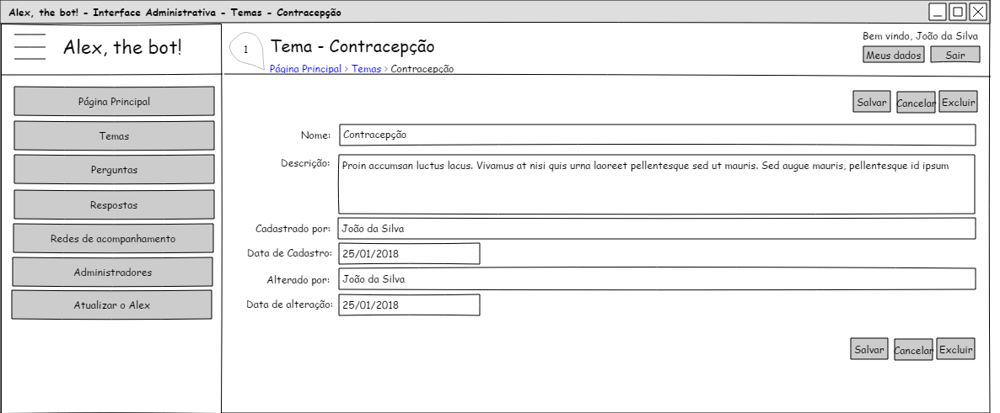 Alex, the bot! - Interface Administrativa - Temas - Contracepção
Alex, the bot!
1
Tema - Contracepção
Página Principal > Temas > Contracepção
Bem vindo, João da Silva
Meus dados
Sair
Página Principal
Temas
Perguntas
Respostas
Redes de acompanhamento
Administradores
Atualizar o Alex
Salvar
Cancelar
Excluir
Nome: Contracepção
Descrição: Proin accumsan luctus lacus. Vivamus at nisi quis urna laoreet pellentesque sed ut mauris. Sed augue mauris, pellentesque id ipsum
Cadastrado por: João da Silva
Data de Cadastro: 25/01/2018
Alterado por: João da Silva
Data de alteração: 25/01/2018
Salvar
Cancelar
Excluir